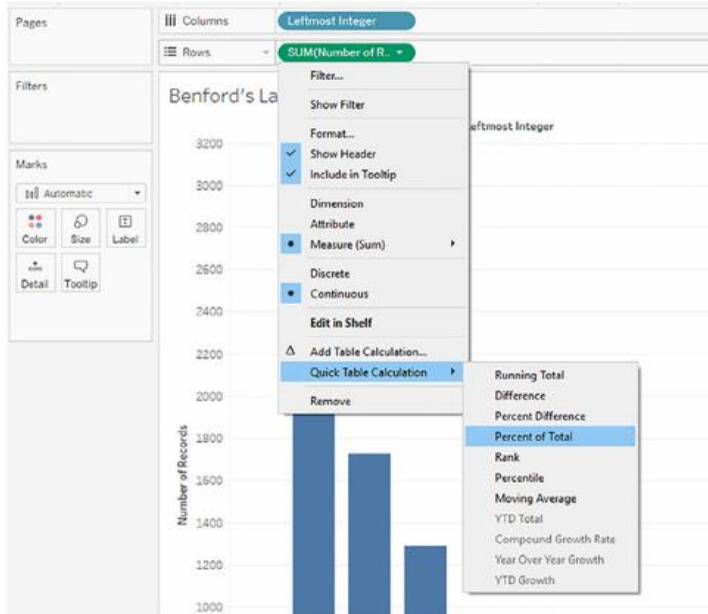 Pages
Columns
Leftmost Integer
Rows
SUM(Number of R..
Filters
Benford's La
eftmost Integer
Marks
Automatic
Color
Size
Label
Detail
Tooltip
Filter...
Show Filter
Format...
Show Header
Include in Tooltip
Dimension
Attribute
Measure (Sum)
Discrete
Continuous
Edit in Shelf
Add Table Calculation...
Quick Table Calculation
Remove
Running Total
Difference
Percent Difference
Percent of Total
Rank
Percentile
Moving Average
YTD Total
Compound Growth Rate
Year Over Year Growth
YTD Growth
Number of Records
3200
3000
2800
2600
2400
2200
2000
1800
1600
1400
1200
1000